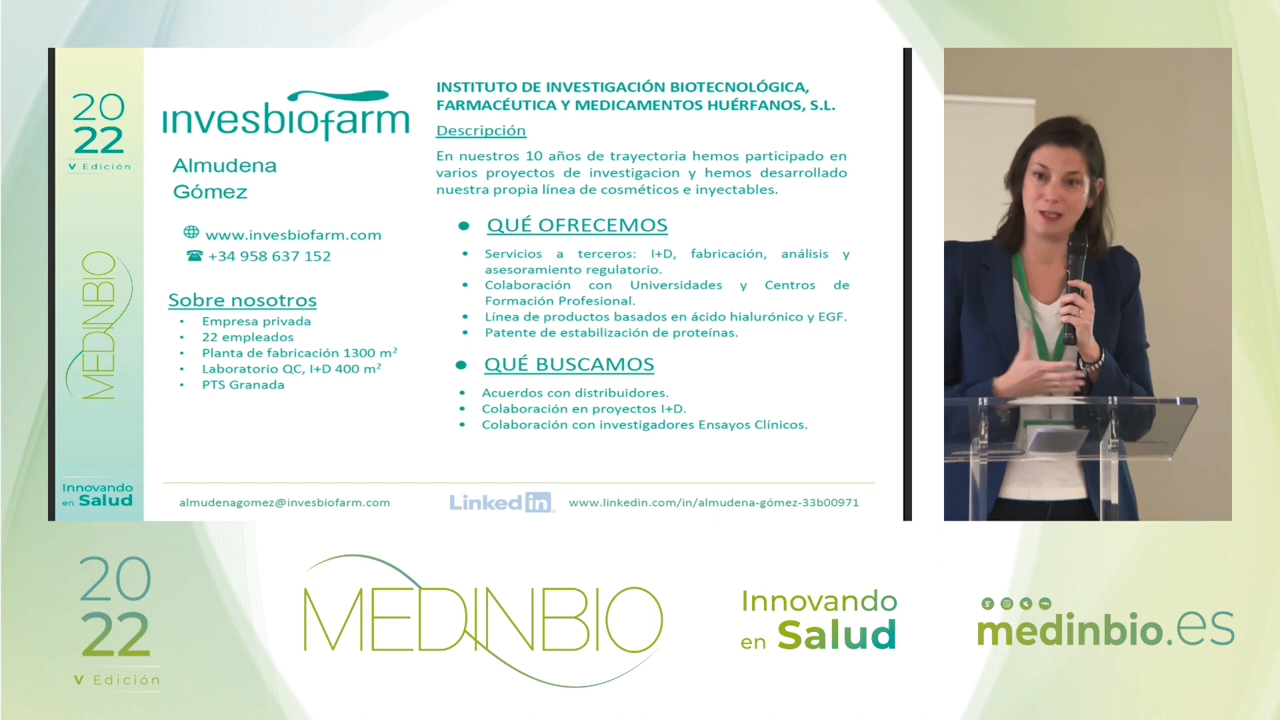 20
22
V Edición
MEDINBIO
Innovando
en Salud
invesbiofarm
Almudena
Gómez
www.invesbiofarm.com
+34 958 637 152
Sobre nosotros
• Empresa privada
• 22 empleados
• Planta de fabricación 1300 m²
• Laboratorio QC, I+D 400 m²
• PTS Granada
INSTITUTO DE INVESTIGACIÓN BIOTECNOLÓGICA,
FARMACÉUTICA Y MEDICAMENTOS HUÉRFANOS, S.L.
Descripción
En nuestros 10 años de trayectoria hemos participado en
varios proyectos de investigacion y hemos desarrollado
nuestra propia línea de cosméticos e inyectables.
• QUÉ OFRECEMOS
• Servicios a terceros: I+D, fabricación, análisis y
asesoramiento regulatorio.
• Colaboración con Universidades y Centros de
Formación Profesional.
• Línea de productos basados en ácido hialurónico y EGF.
• Patente de estabilización de proteínas.
• QUÉ BUSCAMOS
• Acuerdos con distribuidores.
• Colaboración en proyectos I+D.
• Colaboración con investigadores Ensayos Clínicos.
almudenagomez@invesbiofarm.com
Linked in
www.linkedin.com/in/almudena-gómez-33b00971
20
22
V Edición
MEDINBIO
Innovando
en Salud
medinbio.es